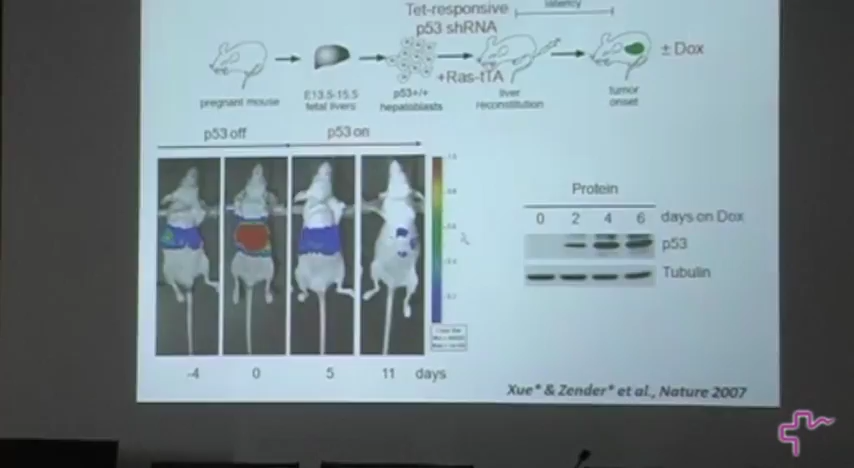 Tet-responsive
p53 shRNA
latency
± Dox
+Ras-tTA
pregnant mouse
E13.5-15.5
fetal livers
p53+/+
hepatoblasts
liver
reconstitution
tumor
onset
p53 off
p53 on
-4 0 5 11 days
Protein
0 2 4 6 days on Dox
p53
Tubulin
Xue* & Zender* et al., Nature 2007